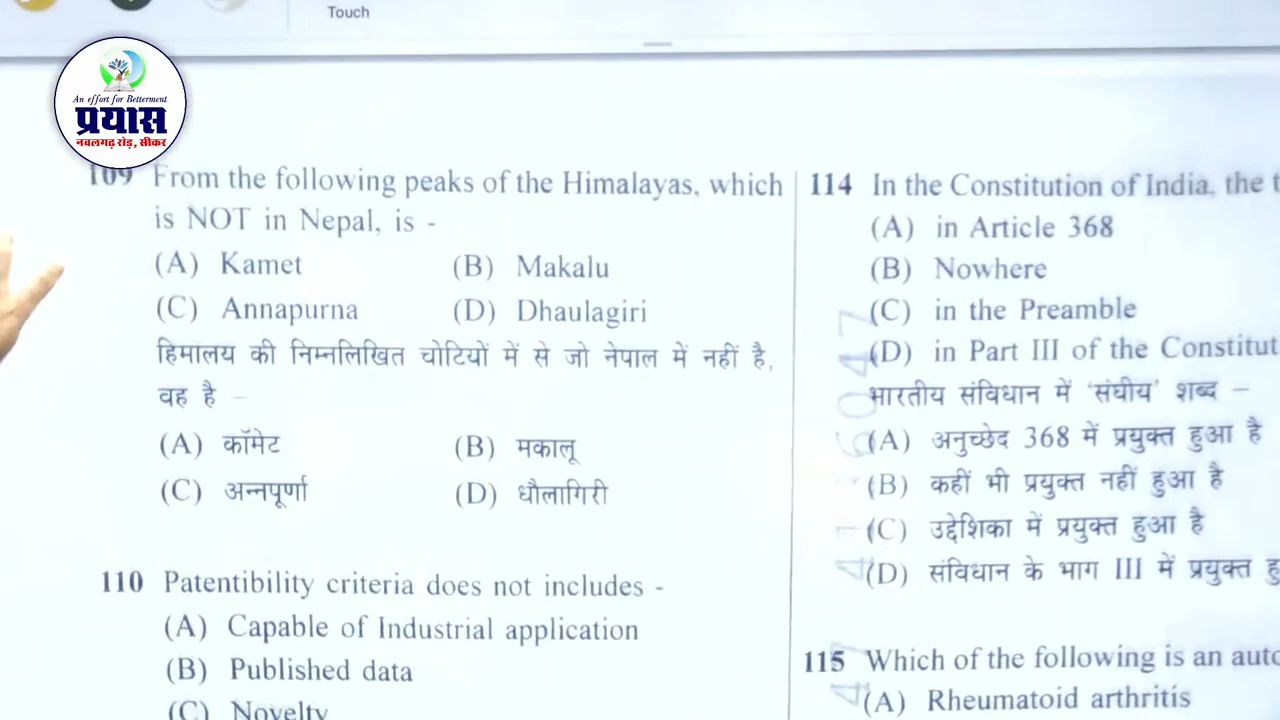 Touch
An effort for Betterment
प्रयास
नवलगढ़ रोड़, सीकर
109 From the following peaks of the Himalayas, which
is NOT in Nepal, is -
(A) Kamet (B) Makalu
(C) Annapurna (D) Dhaulagiri
हिमालय की निम्नलिखित चोटियों में से जो नेपाल में नहीं है,
वह है –
(A) कॉमेट (B) मकालू
(C) अन्नपूर्णा (D) धौलागिरी
110 Patentibility criteria does not includes -
(A) Capable of Industrial application
(B) Published data
(C) Novelty
114 In the Constitution of India, the
(A) in Article 368
(B) Nowhere
(C) in the Preamble
(D) in Part III of the
भारतीय संविधान में 'संघीय' शब्द –
(A) अनुच्छेद 368 में प्रयुक्त हुआ है
(B) कहीं भी प्रयुक्त नहीं हुआ है
(C) उद्देशिका में प्रयुक्त हुआ है
(D) संविधान के भाग III में प्रयुक्त
115 Which of the following is an
(A) Rheumatoid arthritis